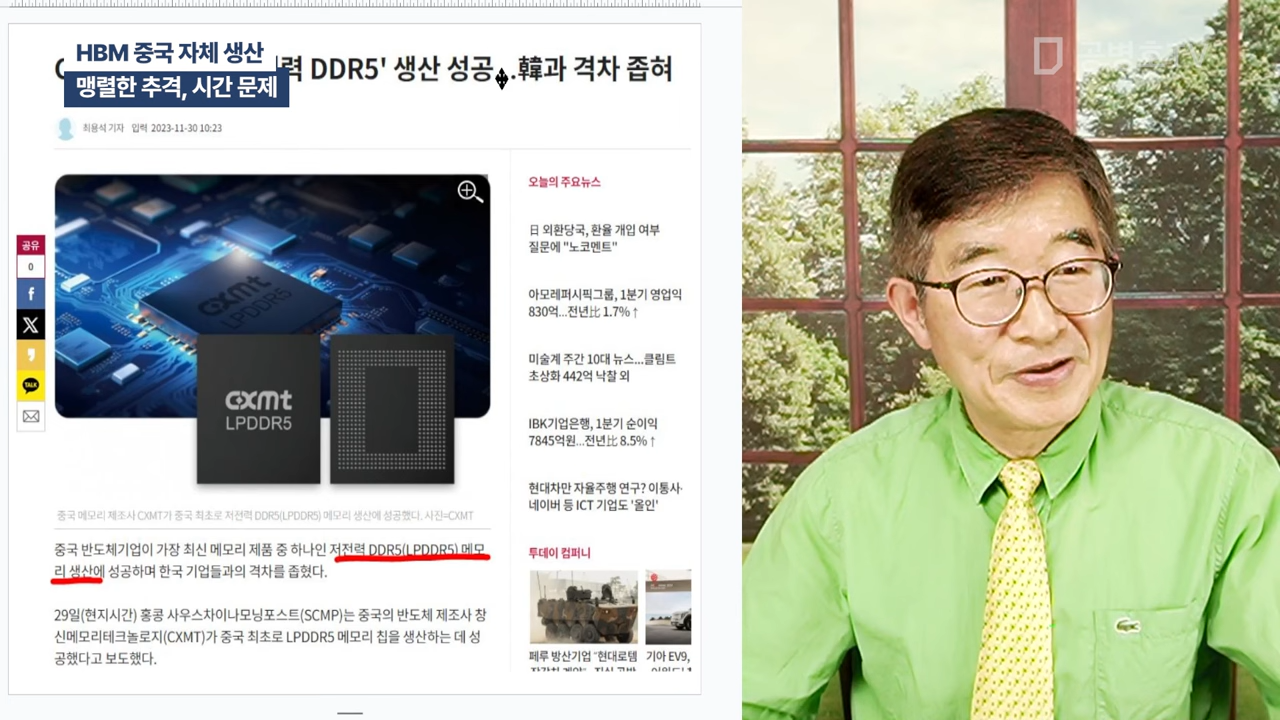 HBM 중국 자체 생산
맹렬한 추격, 시간 문제
력 DDR5' 생산 성공
.韓과 격차 좁혀
최용석 기자 입력 2023-11-30 10:23
공유
0
TALK
cxmt
LPDDR5
cxmt
LPDDR5
중국 메모리 제조사 CXMT가 중국 최초로 저전력 DDR5(LPDDR5) 메모리 생산에 성공했다. 사진=CXMT
중국 반도체기업이 가장 최신 메모리 제품 중 하나인 저전력 DDR5(LPDDR5) 메모
리 생산에 성공하며 한국 기업들과의 격차를 좁혔다.
29일(현지시간) 홍콩 사우스차이나모닝포스트(SCMP)는 중국의 반도체 제조사 창
신메모리테크놀로지(CXMT)가 중국 최초로 LPDDR5 메모리 칩을 생산하는 데 성
공했다고 보도했다.
오늘의 주요뉴스
日 외환당국, 환율 개입 여부
질문에 "노코멘트"
아모레퍼시픽그룹, 1분기 영업익
830억...전년比 1.7%↑
미술계 주간 10대 뉴스...클림트
초상화 442억 낙찰 외
IBK기업은행, 1분기 순이익
7845억원...전년比 8.5%↑
현대차만 자율주행 연구? 이통사·
네이버 등 ICT 기업도 '올인'
투데이 컴퍼니
페루 방산기업 "현대로템
기아 EV9,